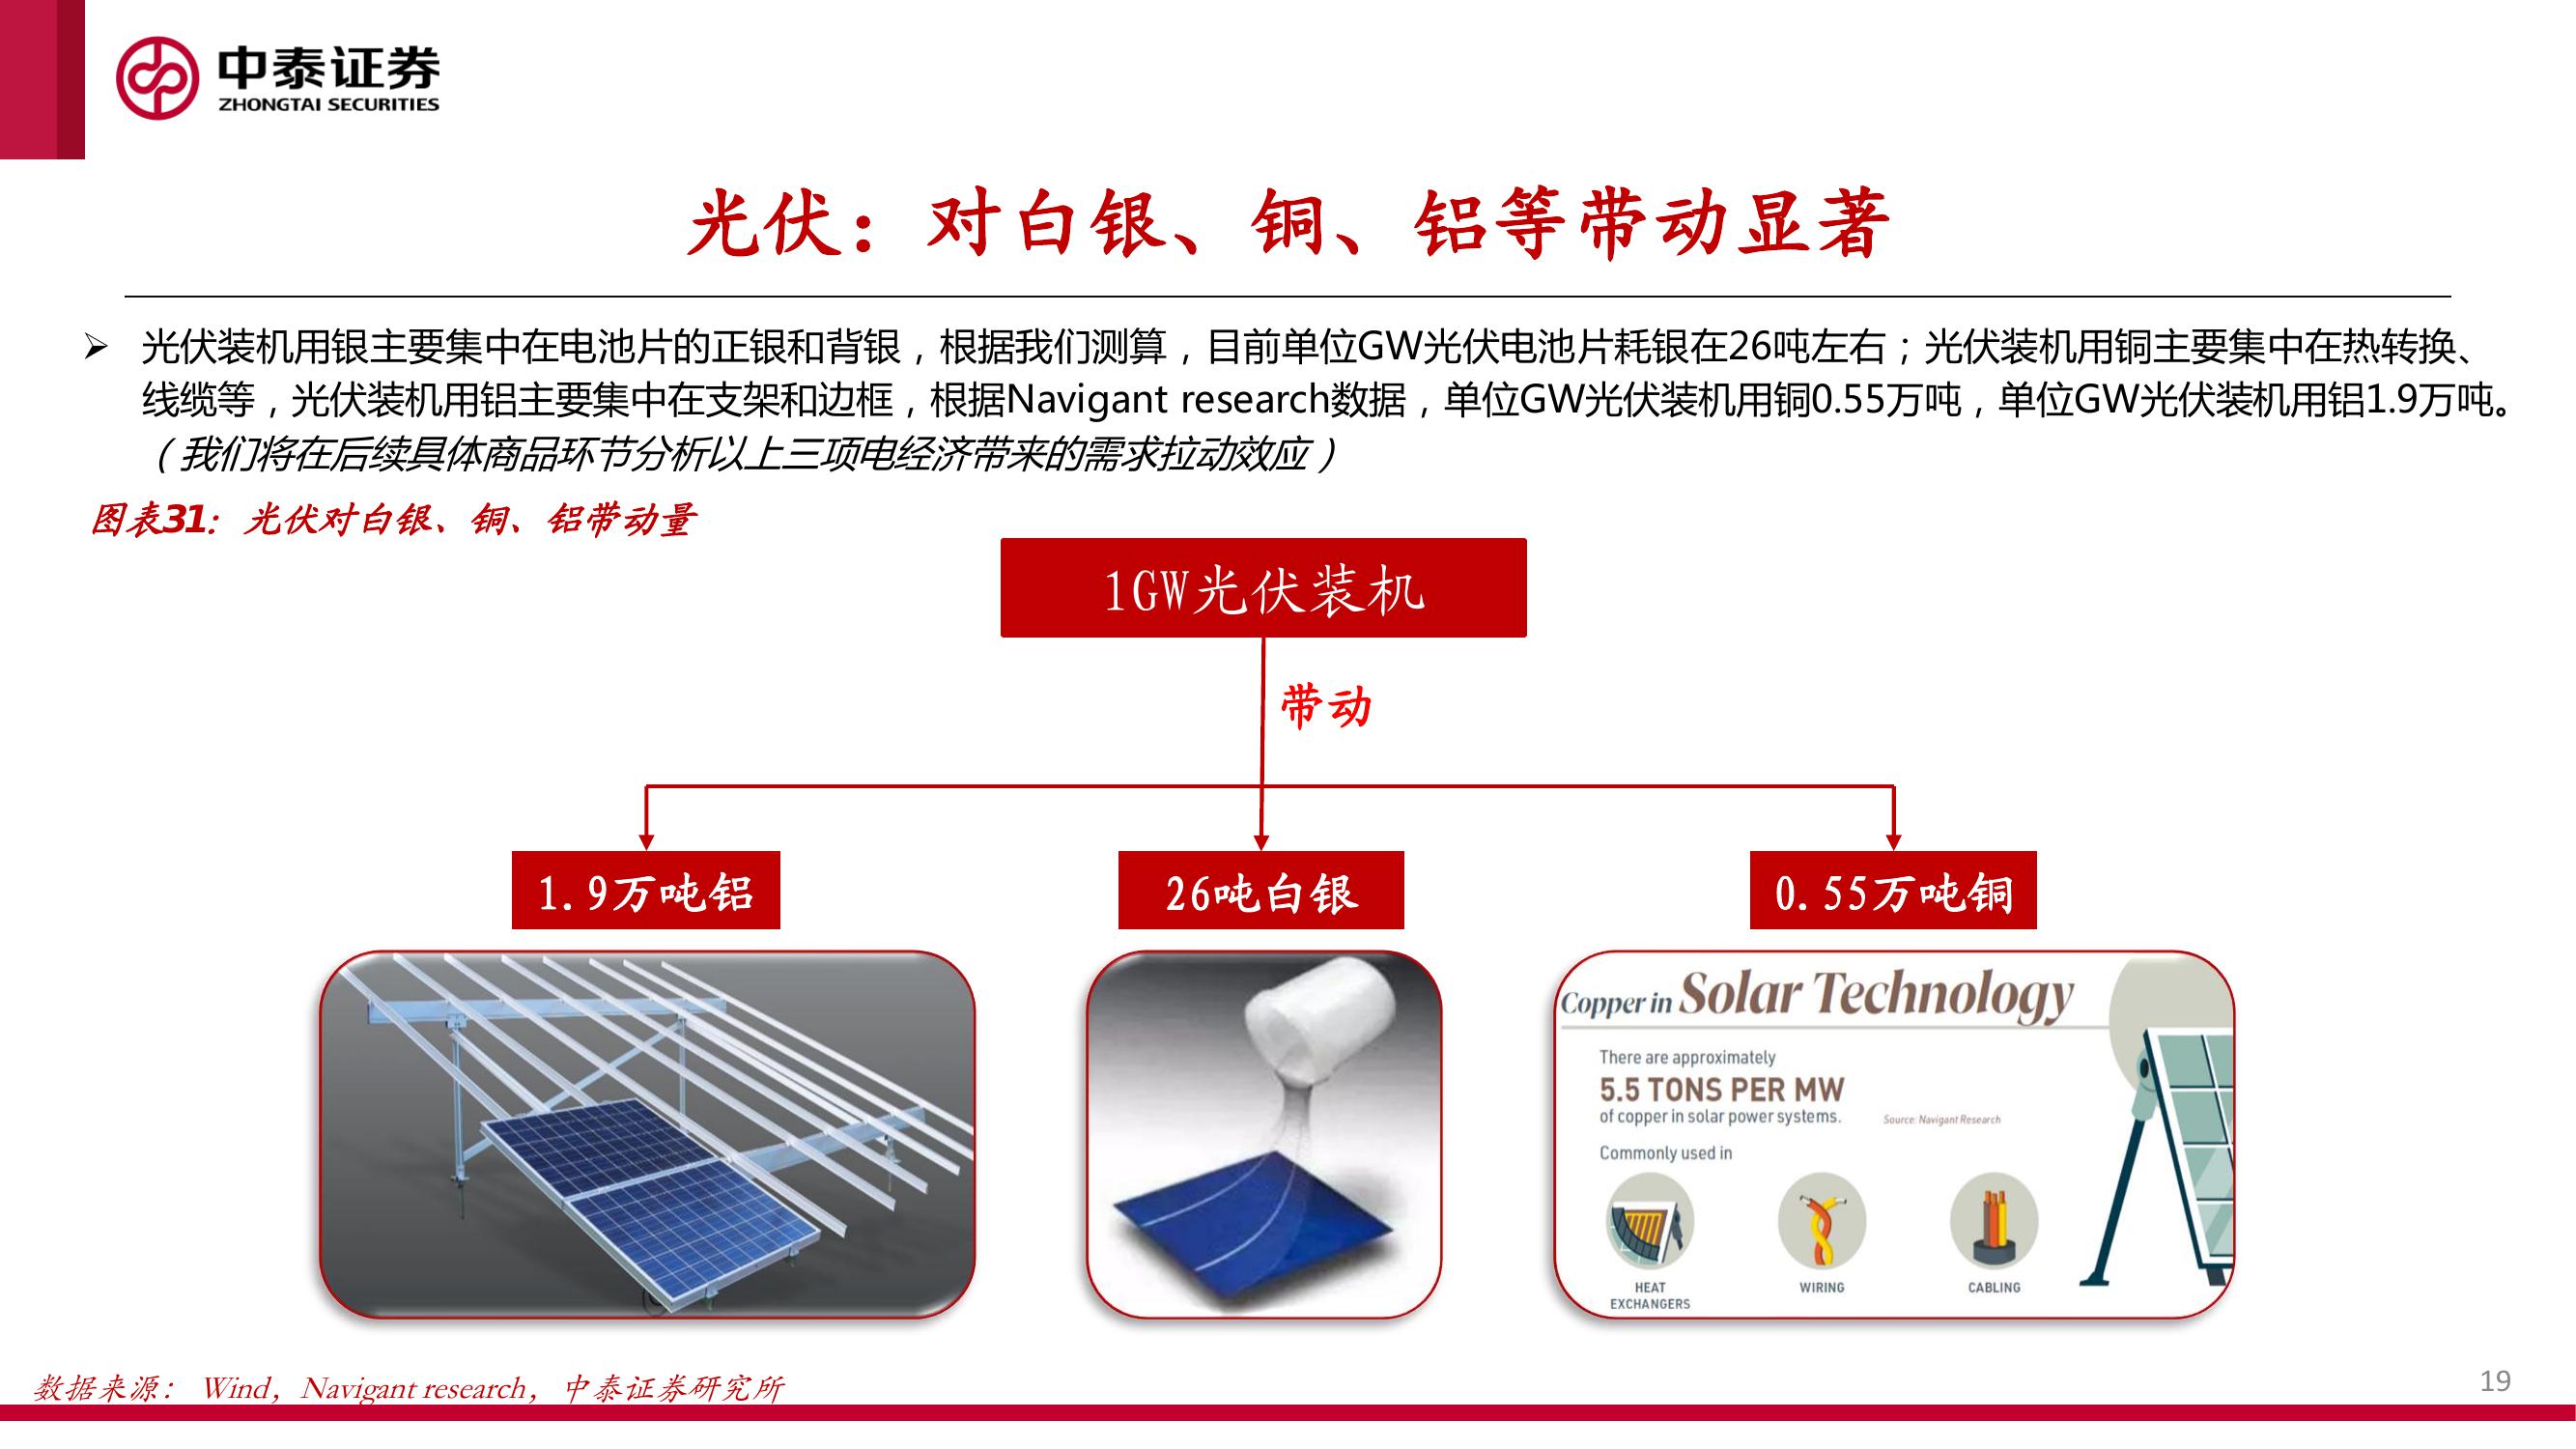 中泰证券
ZHONGTAI SECURITIES
光伏：对白银、铜、铝等带动显著
➢ 光伏装机用银主要集中在电池片的正银和背银，根据我们测算，目前单位GW光伏电池片耗银在26吨左右；光伏装机用铜主要集中在热转换、
线缆等，光伏装机用铝主要集中在支架和边框，根据Navigant research数据，单位GW光伏装机用铜0.55万吨，单位GW光伏装机用铝1.9万吨。
（我们将在后续具体商品环节分析以上三项电经济带来的需求拉动效应）
图表31：光伏对白银、铜、铝带动量
1GW光伏装机
带动
1.9万吨铝
26吨白银
0.55万吨铜
Copper in Solar Technology
There are approximately
5.5 TONS PER MW
of copper in solar power systems.
Source: Navigant Research
Commonly used in
HEAT
EXCHANGERS
WIRING
CABLING
数据来源： Wind，Navigant research，中泰证券研究所
19